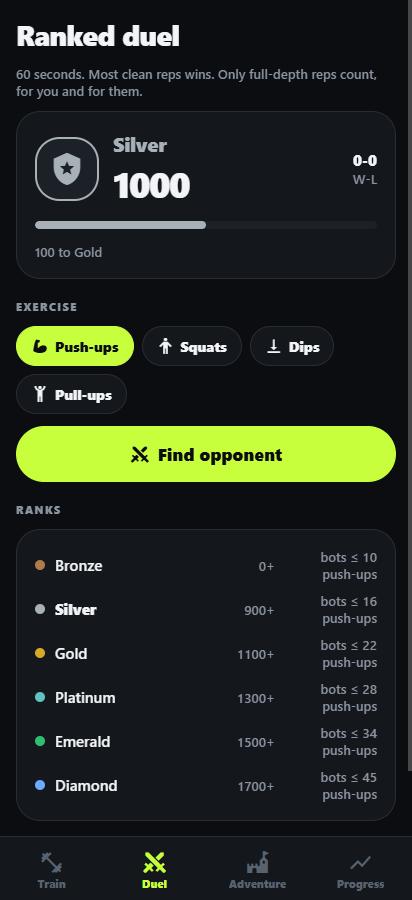 Ranked duel
60 seconds. Most clean reps wins. Only full-depth reps count,
for you and for them.
Silver
1000
0-0
W-L
100 to Gold
EXERCISE
Push-ups
Squats
Dips
Pull-ups
Find opponent
RANKS
Bronze 0+ bots ≤ 10
push-ups
Silver 900+ bots ≤ 16
push-ups
Gold 1100+ bots ≤ 22
push-ups
Platinum 1300+ bots ≤ 28
push-ups
Emerald 1500+ bots ≤ 34
push-ups
Diamond 1700+ bots ≤ 45
push-ups
Train Duel Adventure Progress